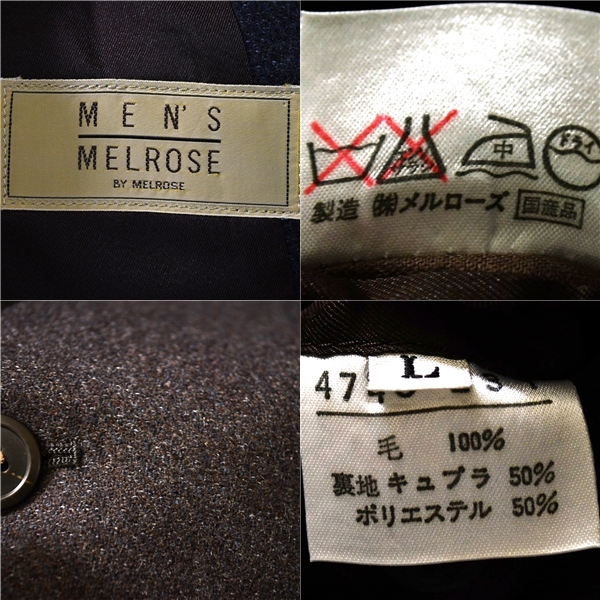 MEN'S
MELROSE
BY MELROSE
中
ドライ
製造 ㈱メルローズ 国産品
L
毛 100%
裏地 キュプラ 50%
ポリエステル 50%